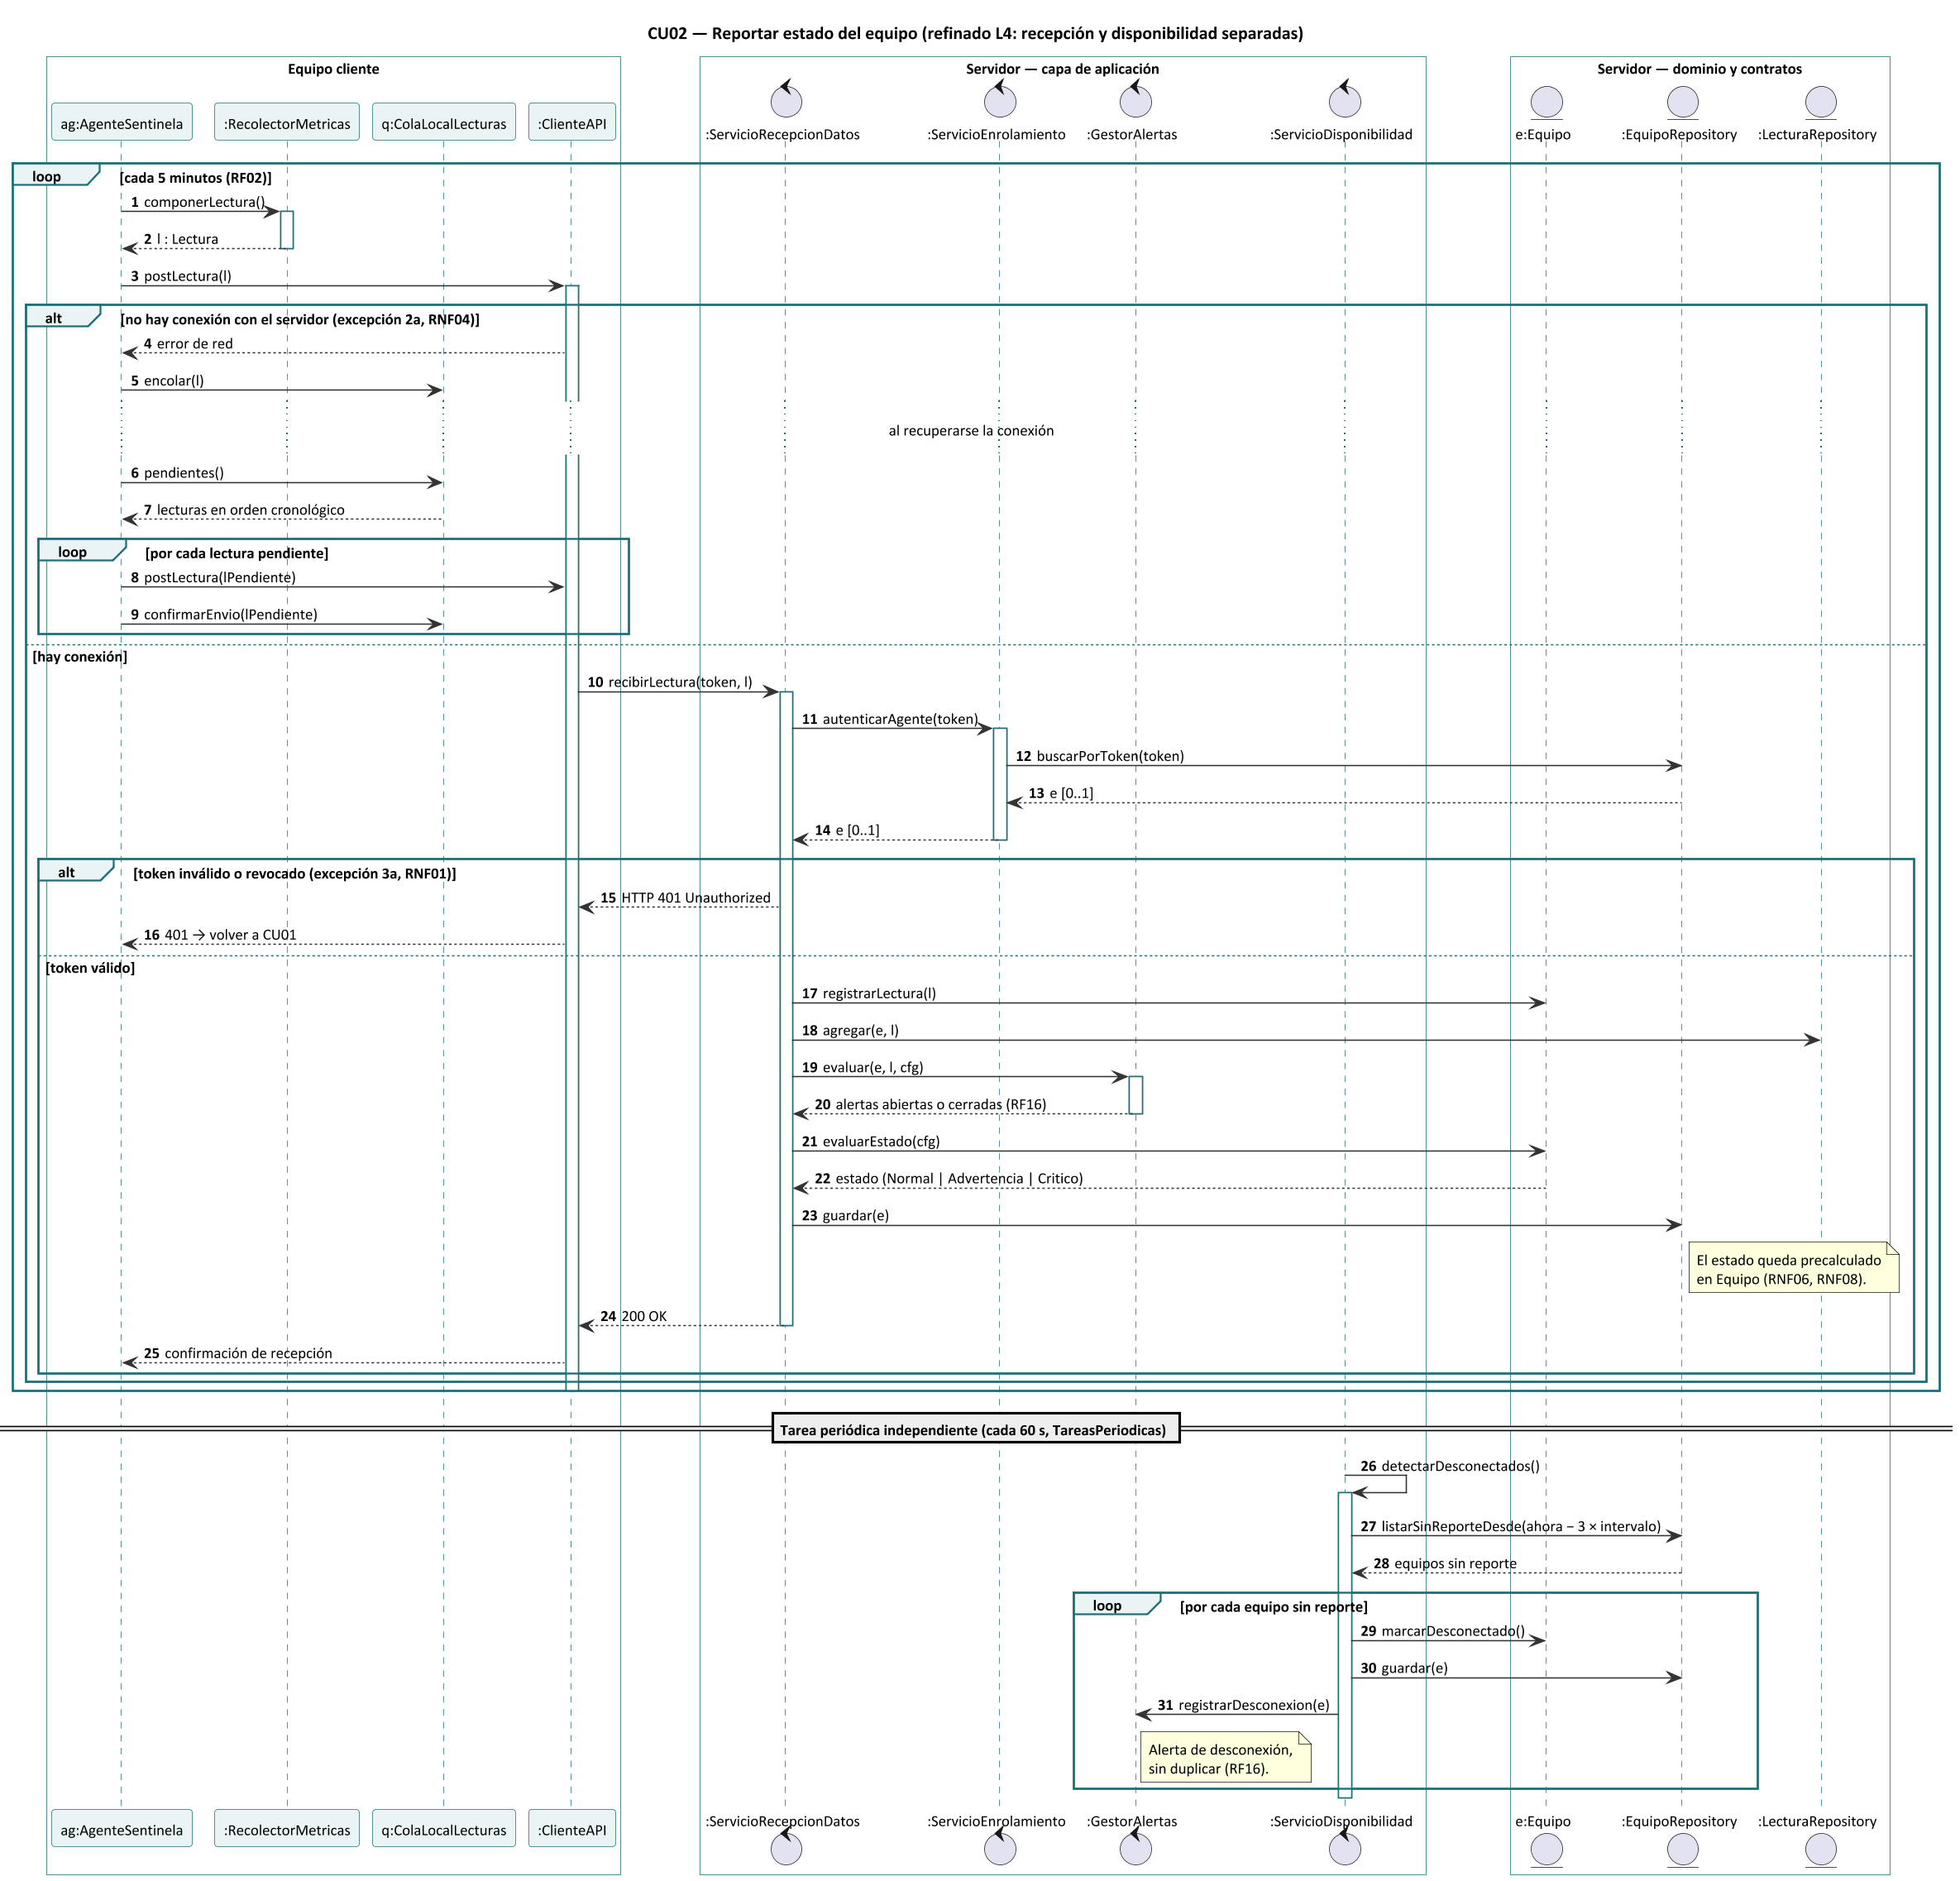 CU02 — Reportar estado del equipo (refinado L4: recepción y disponibilidad separadas)
Equipo cliente
Servidor — capa de aplicación
Servidor — dominio y contratos
ag:AgenteSentinela
:RecolectorMetricas
q:ColaLocalLecturas
:ClienteAPI
:ServicioRecepcionDatos
:ServicioEnrolamiento
:GestorAlertas
:ServicioDisponibilidad
e:Equipo
:EquipoRepository
:LecturaRepository
loop [cada 5 minutos (RF02)]
1 componerLectura()
2 l : Lectura
3 postLectura(l)
alt [no hay conexión con el servidor (excepción 2a, RNF04)]
4 error de red
5 encolar(l)
al recuperarse la conexión
6 pendientes()
7 lecturas en orden cronológico
loop [por cada lectura pendiente]
8 postLectura(lPendiente)
9 confirmarEnvio(lPendiente)
[hay conexión]
10 recibirLectura(token, l)
11 autenticarAgente(token)
12 buscarPorToken(token)
13 e [0..1]
14 e [0..1]
alt [token inválido o revocado (excepción 3a, RNF01)]
15 HTTP 401 Unauthorized
16 401 → volver a CU01
[token válido]
17 registrarLectura(l)
18 agregar(e, l)
19 evaluar(e, l, cfg)
20 alertas abiertas o cerradas (RF16)
21 evaluarEstado(cfg)
22 estado (Normal | Advertencia | Critico)
23 guardar(e)
El estado queda precalculado
en Equipo (RNF06, RNF08).
24 200 OK
25 confirmación de recepción
Tarea periódica independiente (cada 60 s, TareasPeriodicas)
26 detectarDesconectados()
27 listarSinReporteDesde(ahora − 3 × intervalo)
28 equipos sin reporte
loop [por cada equipo sin reporte]
29 marcarDesconectado()
30 guardar(e)
31 registrarDesconexion(e)
Alerta de desconexión,
sin duplicar (RF16).
ag:AgenteSentinela
:RecolectorMetricas
q:ColaLocalLecturas
:ClienteAPI
:ServicioRecepcionDatos
:ServicioEnrolamiento
:GestorAlertas
:ServicioDisponibilidad
e:Equipo
:EquipoRepository
:LecturaRepository